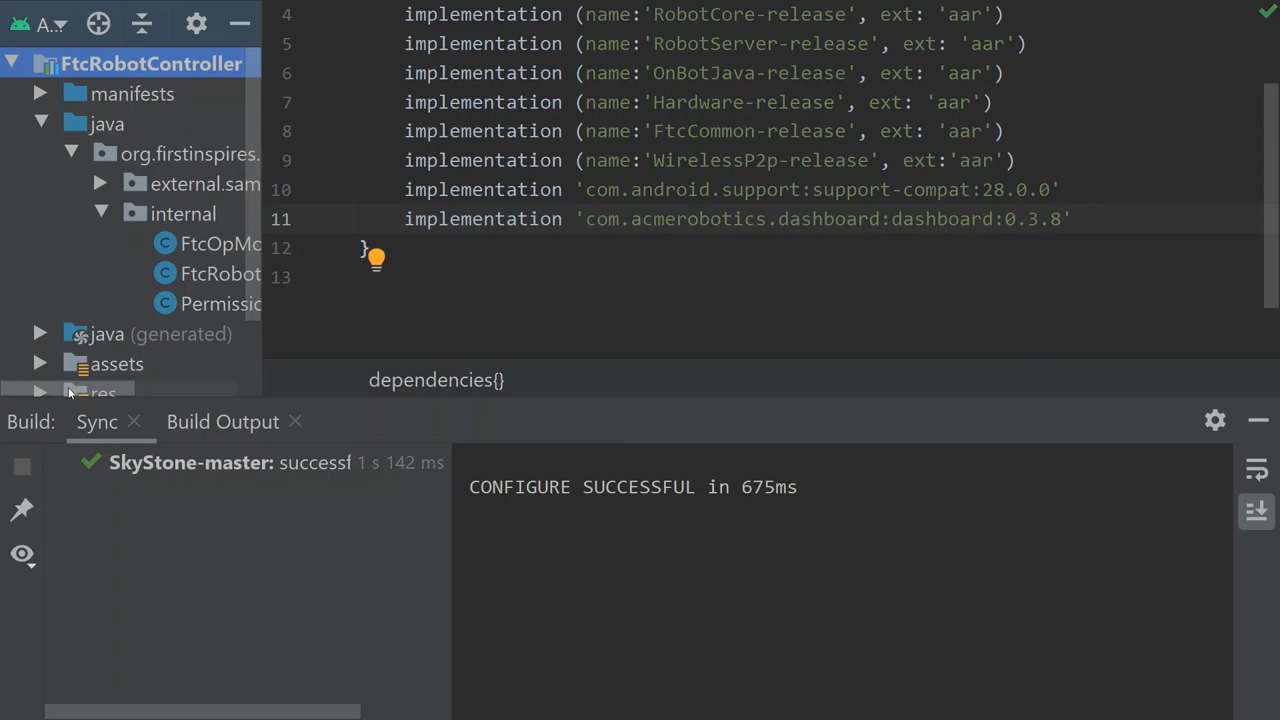 A...
FtcRobotController
manifests
java
org.firstinspires.
external.sam
internal
FtcOpMc
FtcRobot
Permissic
java (generated)
assets
res
4 implementation (name:'RobotCore-release', ext: 'aar')
5 implementation (name:'RobotServer-release', ext: 'aar')
6 implementation (name:'OnBotJava-release', ext: 'aar')
7 implementation (name:'Hardware-release', ext: 'aar')
8 implementation (name:'FtcCommon-release', ext: 'aar')
9 implementation (name:'WirelessP2p-release', ext:'aar')
10 implementation 'com.android.support:support-compat:28.0.0'
11 implementation 'com.acmerobotics.dashboard:dashboard:0.3.8'
12 }
13
dependencies{}
Build: Sync Build Output
SkyStone-master: successf 1 s 142 ms
CONFIGURE SUCCESSFUL in 675ms